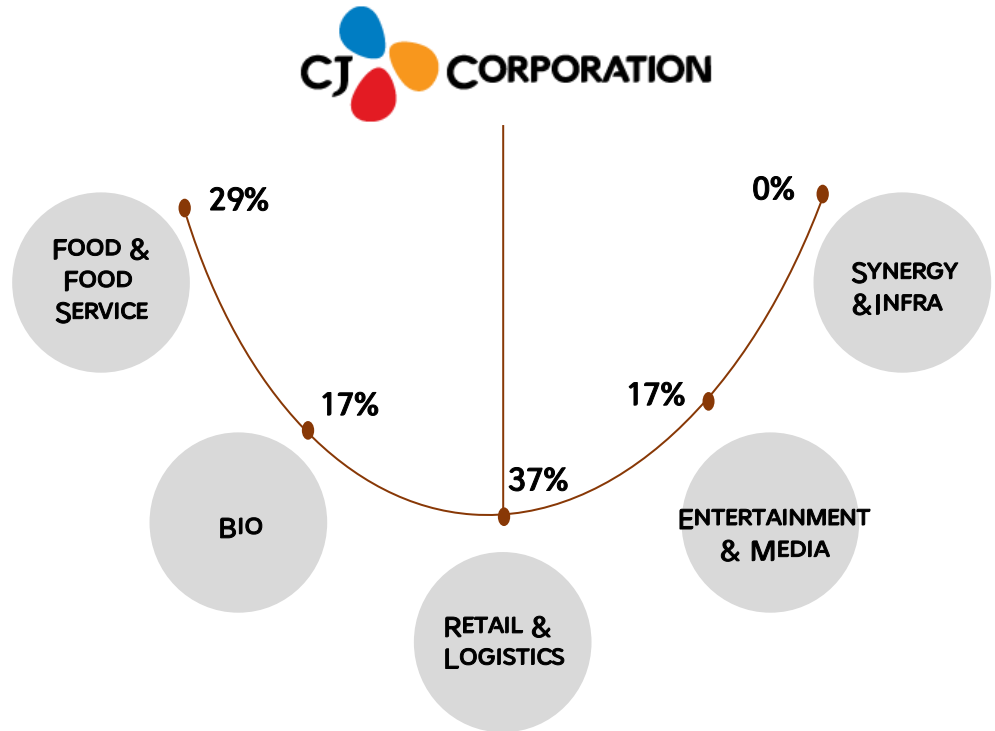 CJ CORPORATION
29%
0%
FOOD &
FOOD
SERVICE
SYNERGY
& INFRA
17%
17%
37%
BIO
ENTERTAINMENT
& MEDIA
RETAIL &
LOGISTICS